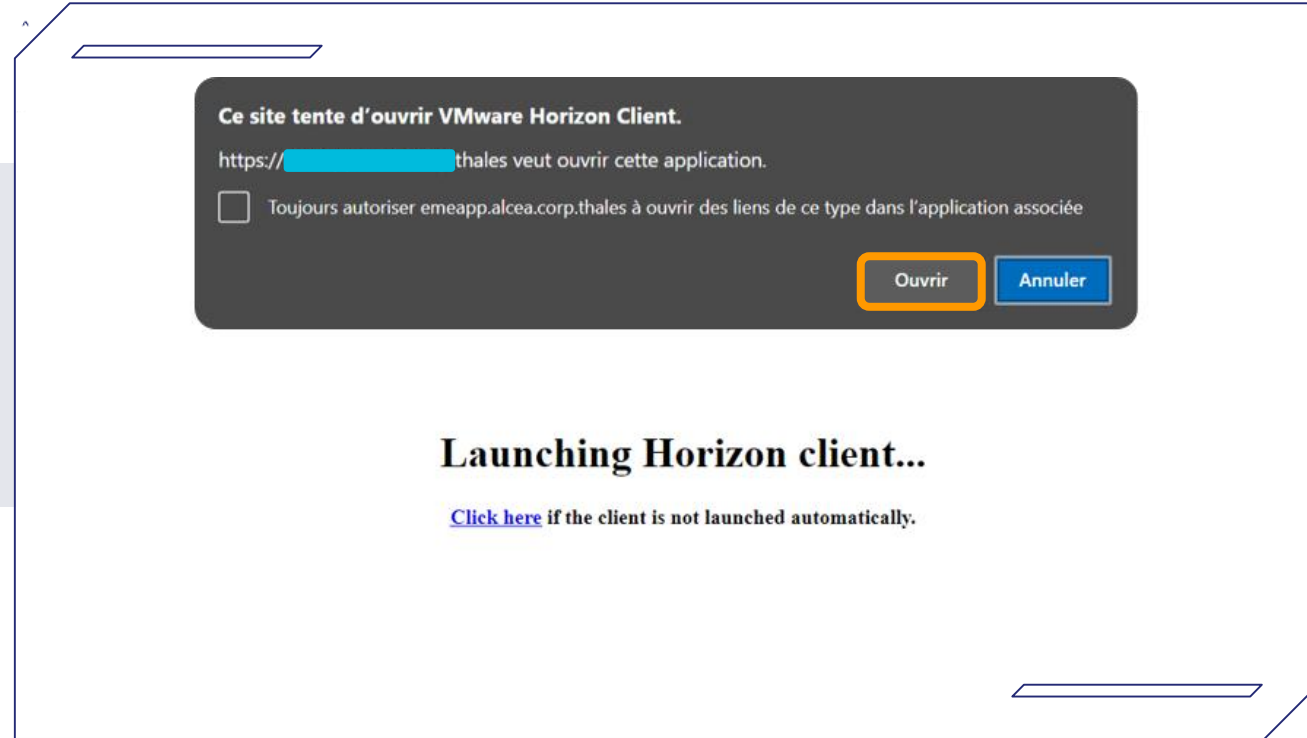 Ce site tente d'ouvrir VMware Horizon Client.
https:// thales veut ouvrir cette application.
Toujours autoriser emeapp.alcea.corp.thales à ouvrir des liens de ce type dans l'application associée
Ouvrir Annuler
Launching Horizon client...
Click here if the client is not launched automatically.